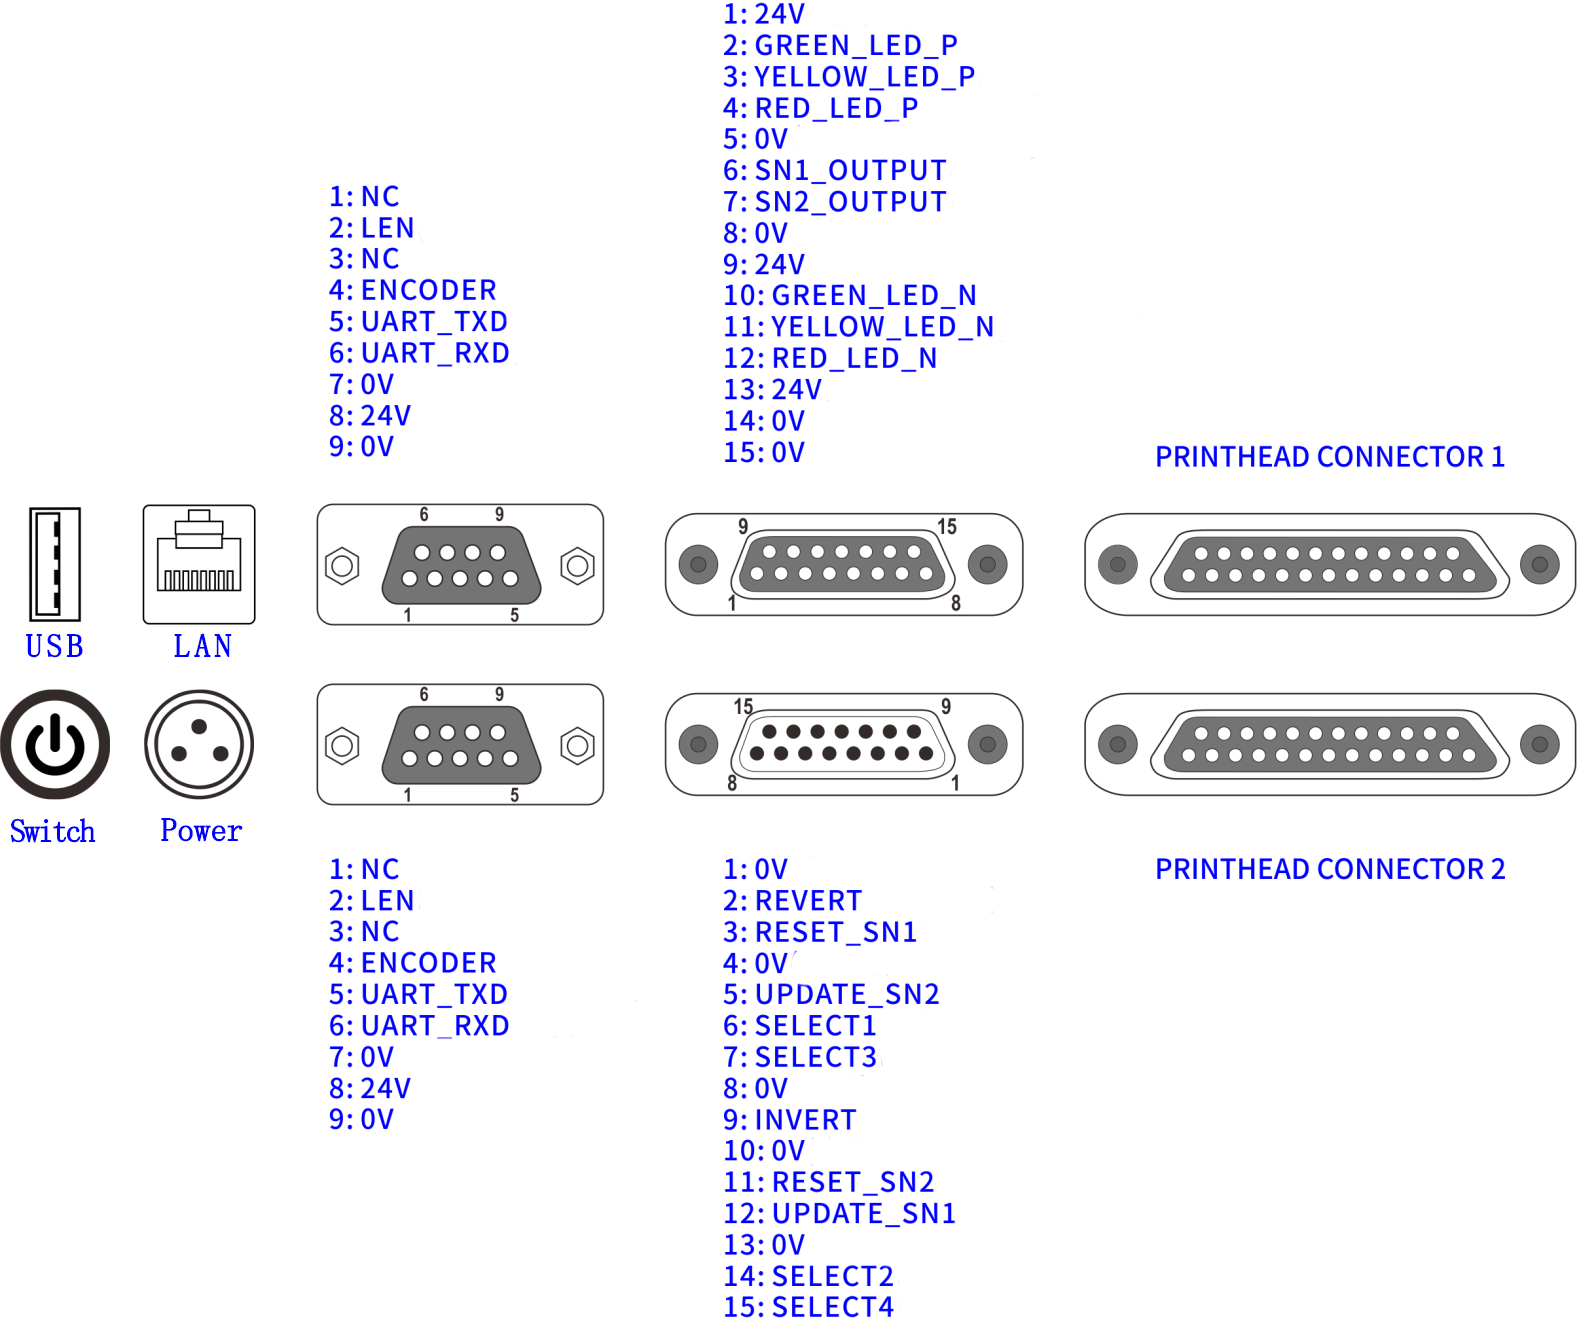 1: 24V
2: GREEN_LED_P
3: YELLOW_LED_P
4: RED_LED_P
5: 0V
6: SN1_OUTPUT
7: SN2_OUTPUT
8: 0V
9: 24V
10: GREEN_LED_N
11: YELLOW_LED_N
12: RED_LED_N
13: 24V
14: 0V
15: 0V
1: NC
2: LEN
3: NC
4: ENCODER
5: UART_TXD
6: UART_RXD
7: 0V
8: 24V
9: 0V
PRINTHEAD CONNECTOR 1
USB
LAN
6 9
1 5
9 15
1 8
Switch
Power
6 9
1 5
15 9
8 1
1: NC
2: LEN
3: NC
4: ENCODER
5: UART_TXD
6: UART_RXD
7: 0V
8: 24V
9: 0V
1: 0V
2: REVERT
3: RESET_SN1
4: 0V
5: UPDATE_SN2
6: SELECT1
7: SELECT3
8: 0V
9: INVERT
10: 0V
11: RESET_SN2
12: UPDATE_SN1
13: 0V
14: SELECT2
15: SELECT4
PRINTHEAD CONNECTOR 2